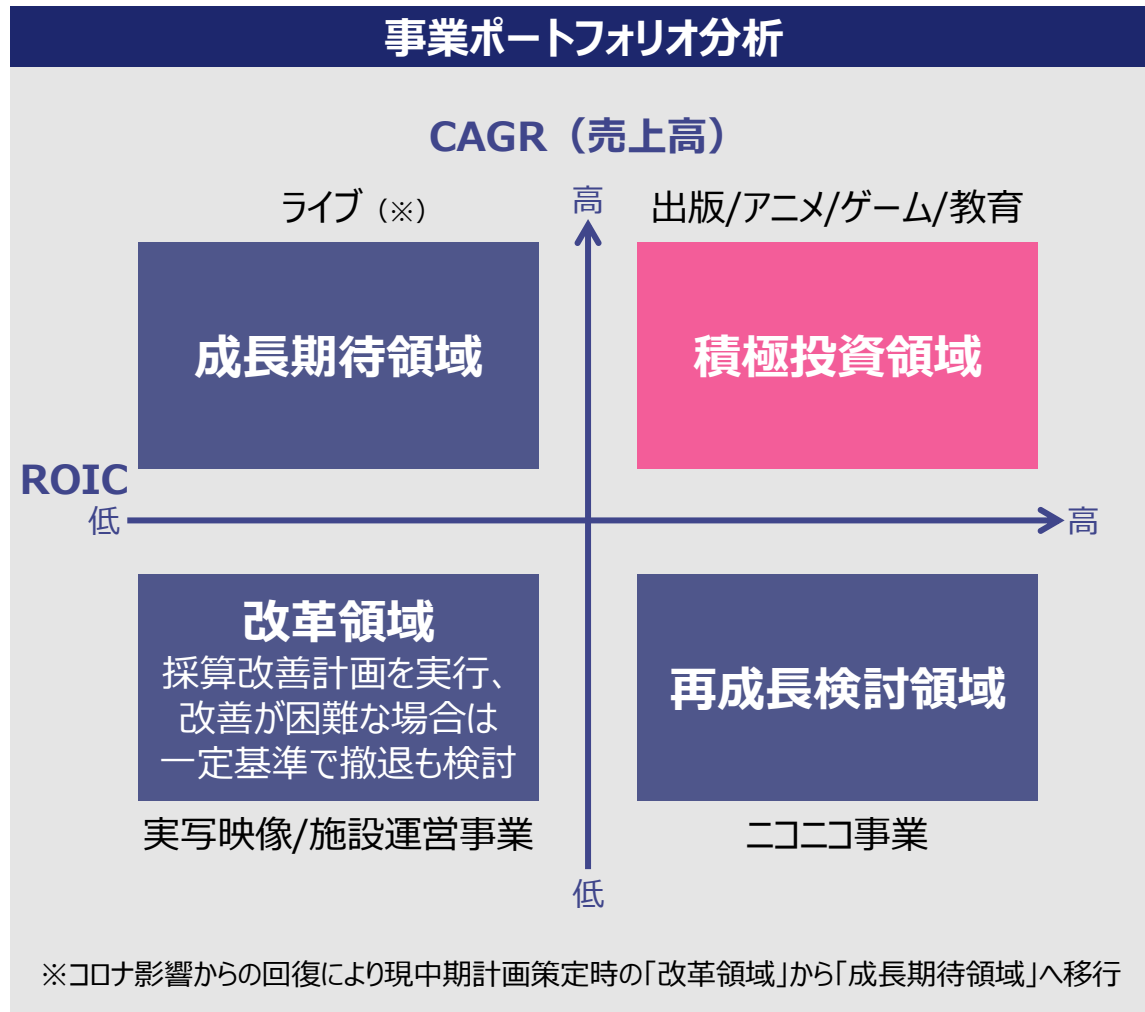 事業ポートフォリオ分析
CAGR（売上高）
ライブ（※）
高
出版/アニメ/ゲーム/教育
成長期待領域
積極投資領域
ROIC
低
高
改革領域
採算改善計画を実行、
改善が困難な場合は
一定基準で撤退も検討
再成長検討領域
実写映像/施設運営事業
ニコニコ事業
低
※コロナ影響からの回復により現中期計画策定時の「改革領域」から「成長期待領域」へ移行